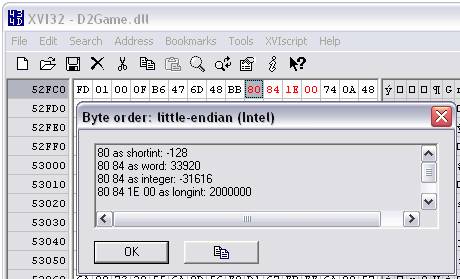 XVI32 - D2Game.dll
File Edit Search Address Bookmarks Tools XVIscript Help
52FC0 FD 01 00 0F B6 47 6D 48 BB 80 84 1E 00 74 0A 48
52FD0
52FE0
52FF0
53000
53010
53020
53030
53040
53050
Byte order: little-endian (Intel)
80 as shortint: -128
80 84 as word: 33920
80 84 as integer: -31616
80 84 1E 00 as longint: 2000000
OK